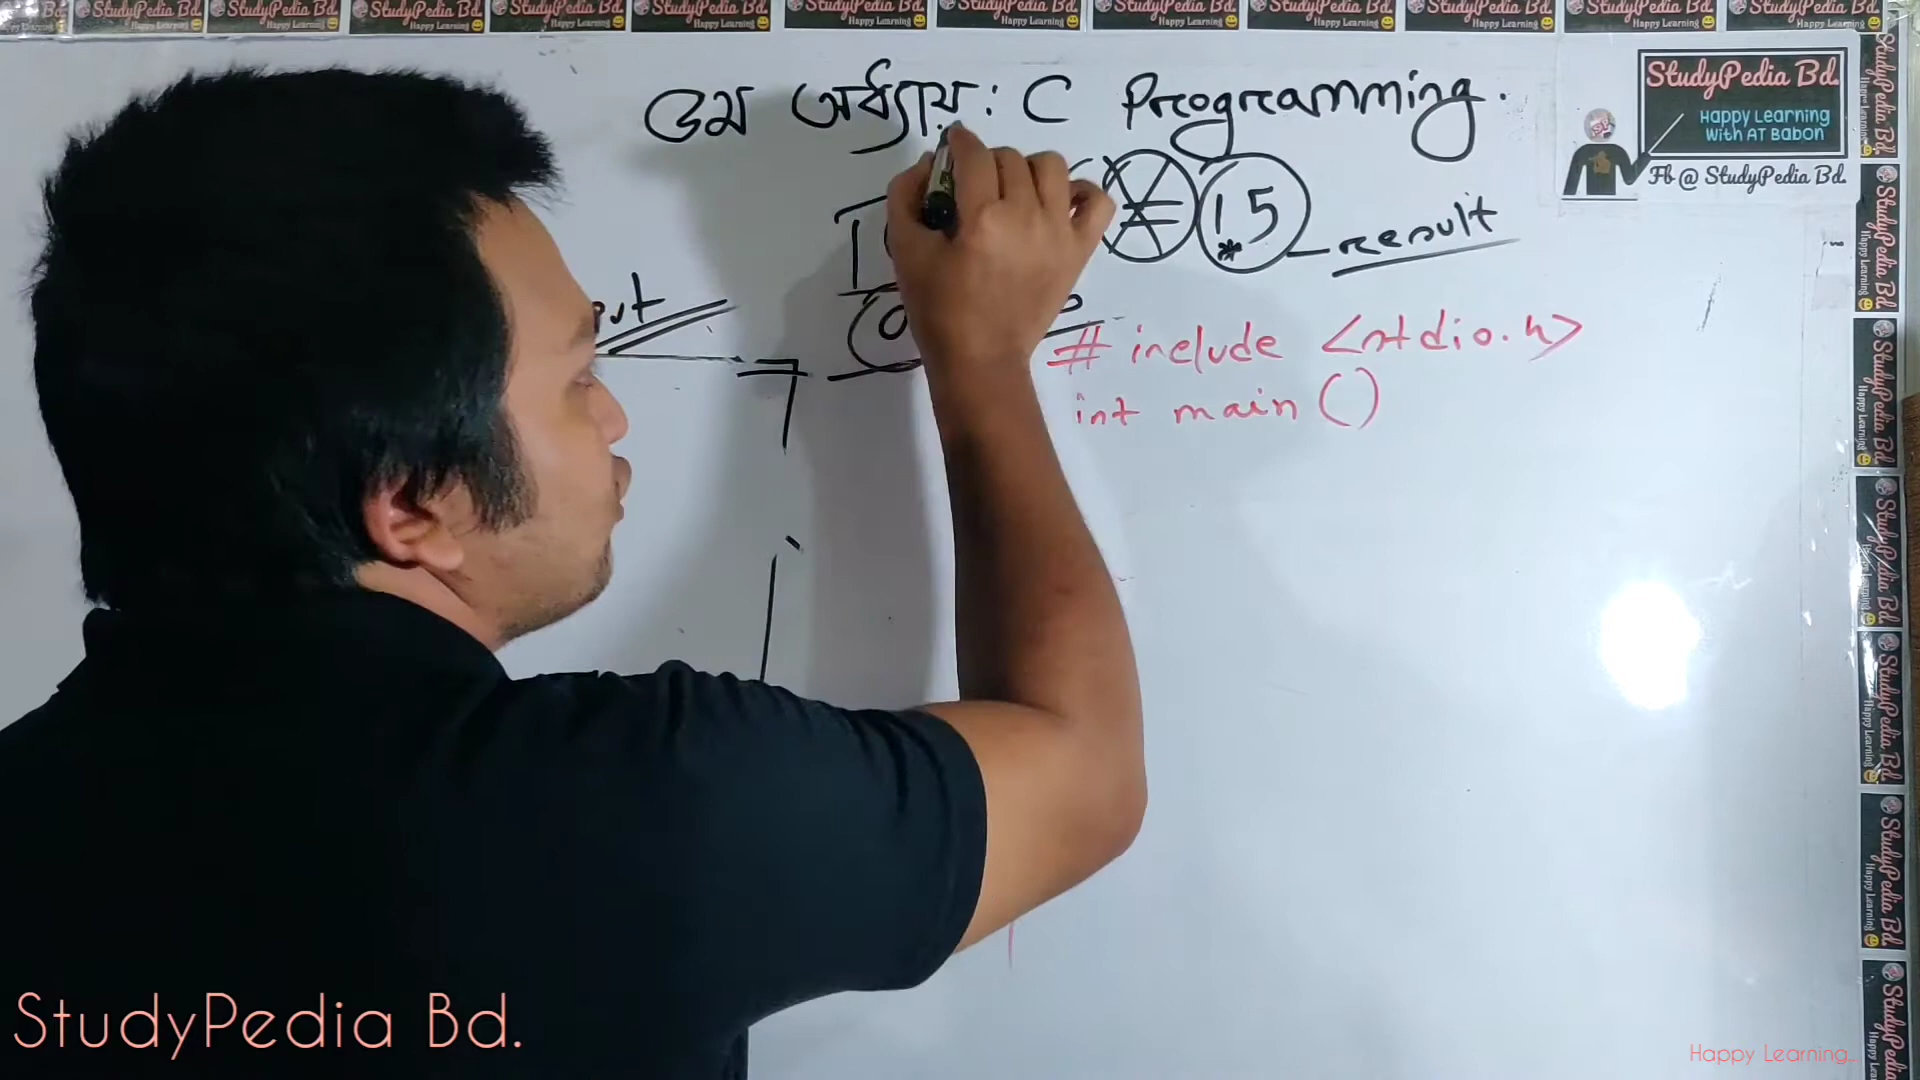 ৫ম অধ্যায়: C Programming.
15
* result
# include <stdio.h>
int main ()
StudyPedia Bd.
Happy Learning
With AT Babon
Fb @ StudyPedia Bd.
StudyPedia Bd.
Happy Learning...